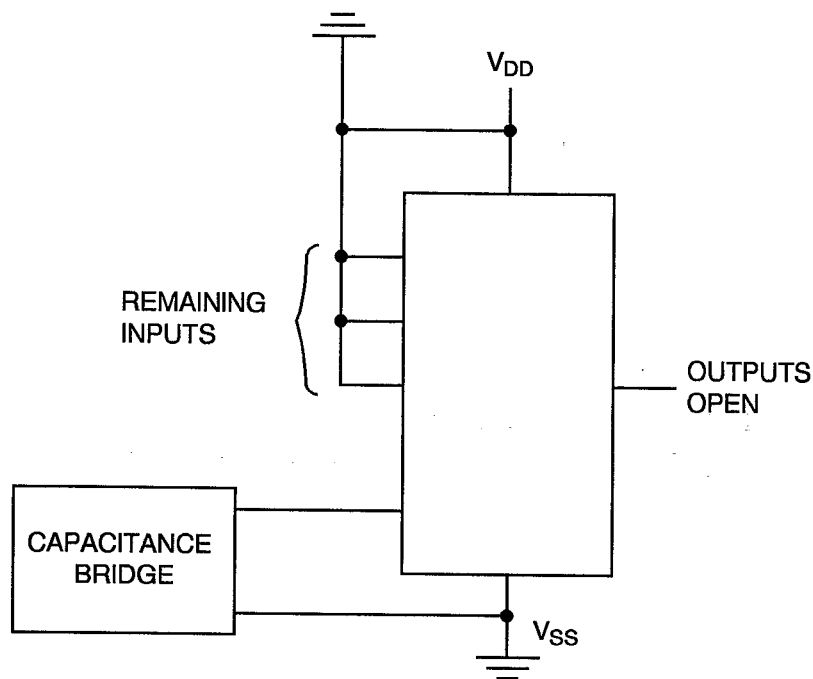 V_DD
REMAINING
INPUTS
OUTPUTS
OPEN
CAPACITANCE
BRIDGE
V_SS